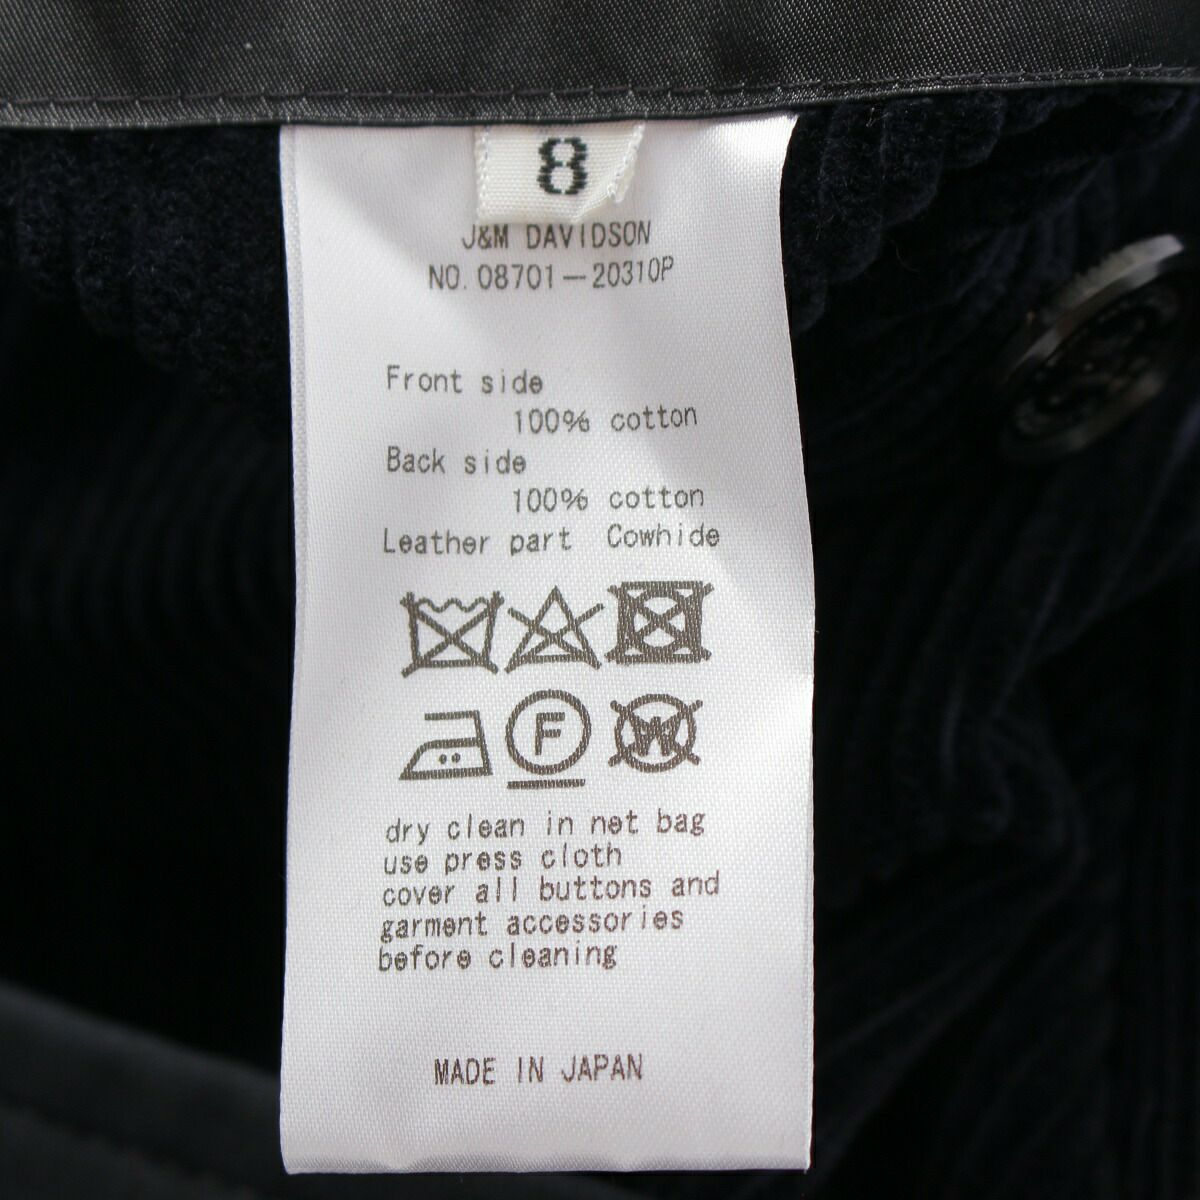 8
J&M DAVIDSON
NO. 08701-20310P
Front side
100% cotton
Back side
100% cotton
Leather part Cowhide
F W
dry clean in net bag
use press cloth
cover all buttons and
garment accessories
before cleaning
MADE IN JAPAN